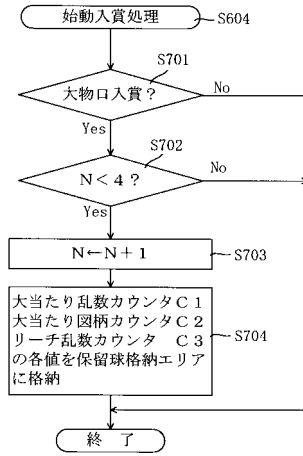 始動入賞処理
S604
S701
大物口入賞？
No
Yes
S702
N＜4？
No
Yes
N←N＋1
S703
大当たり乱数カウンタC1
大当たり図柄カウンタC2
リーチ乱数カウンタ　C3
の各値を保留球格納エリア
に格納
S704
終　了